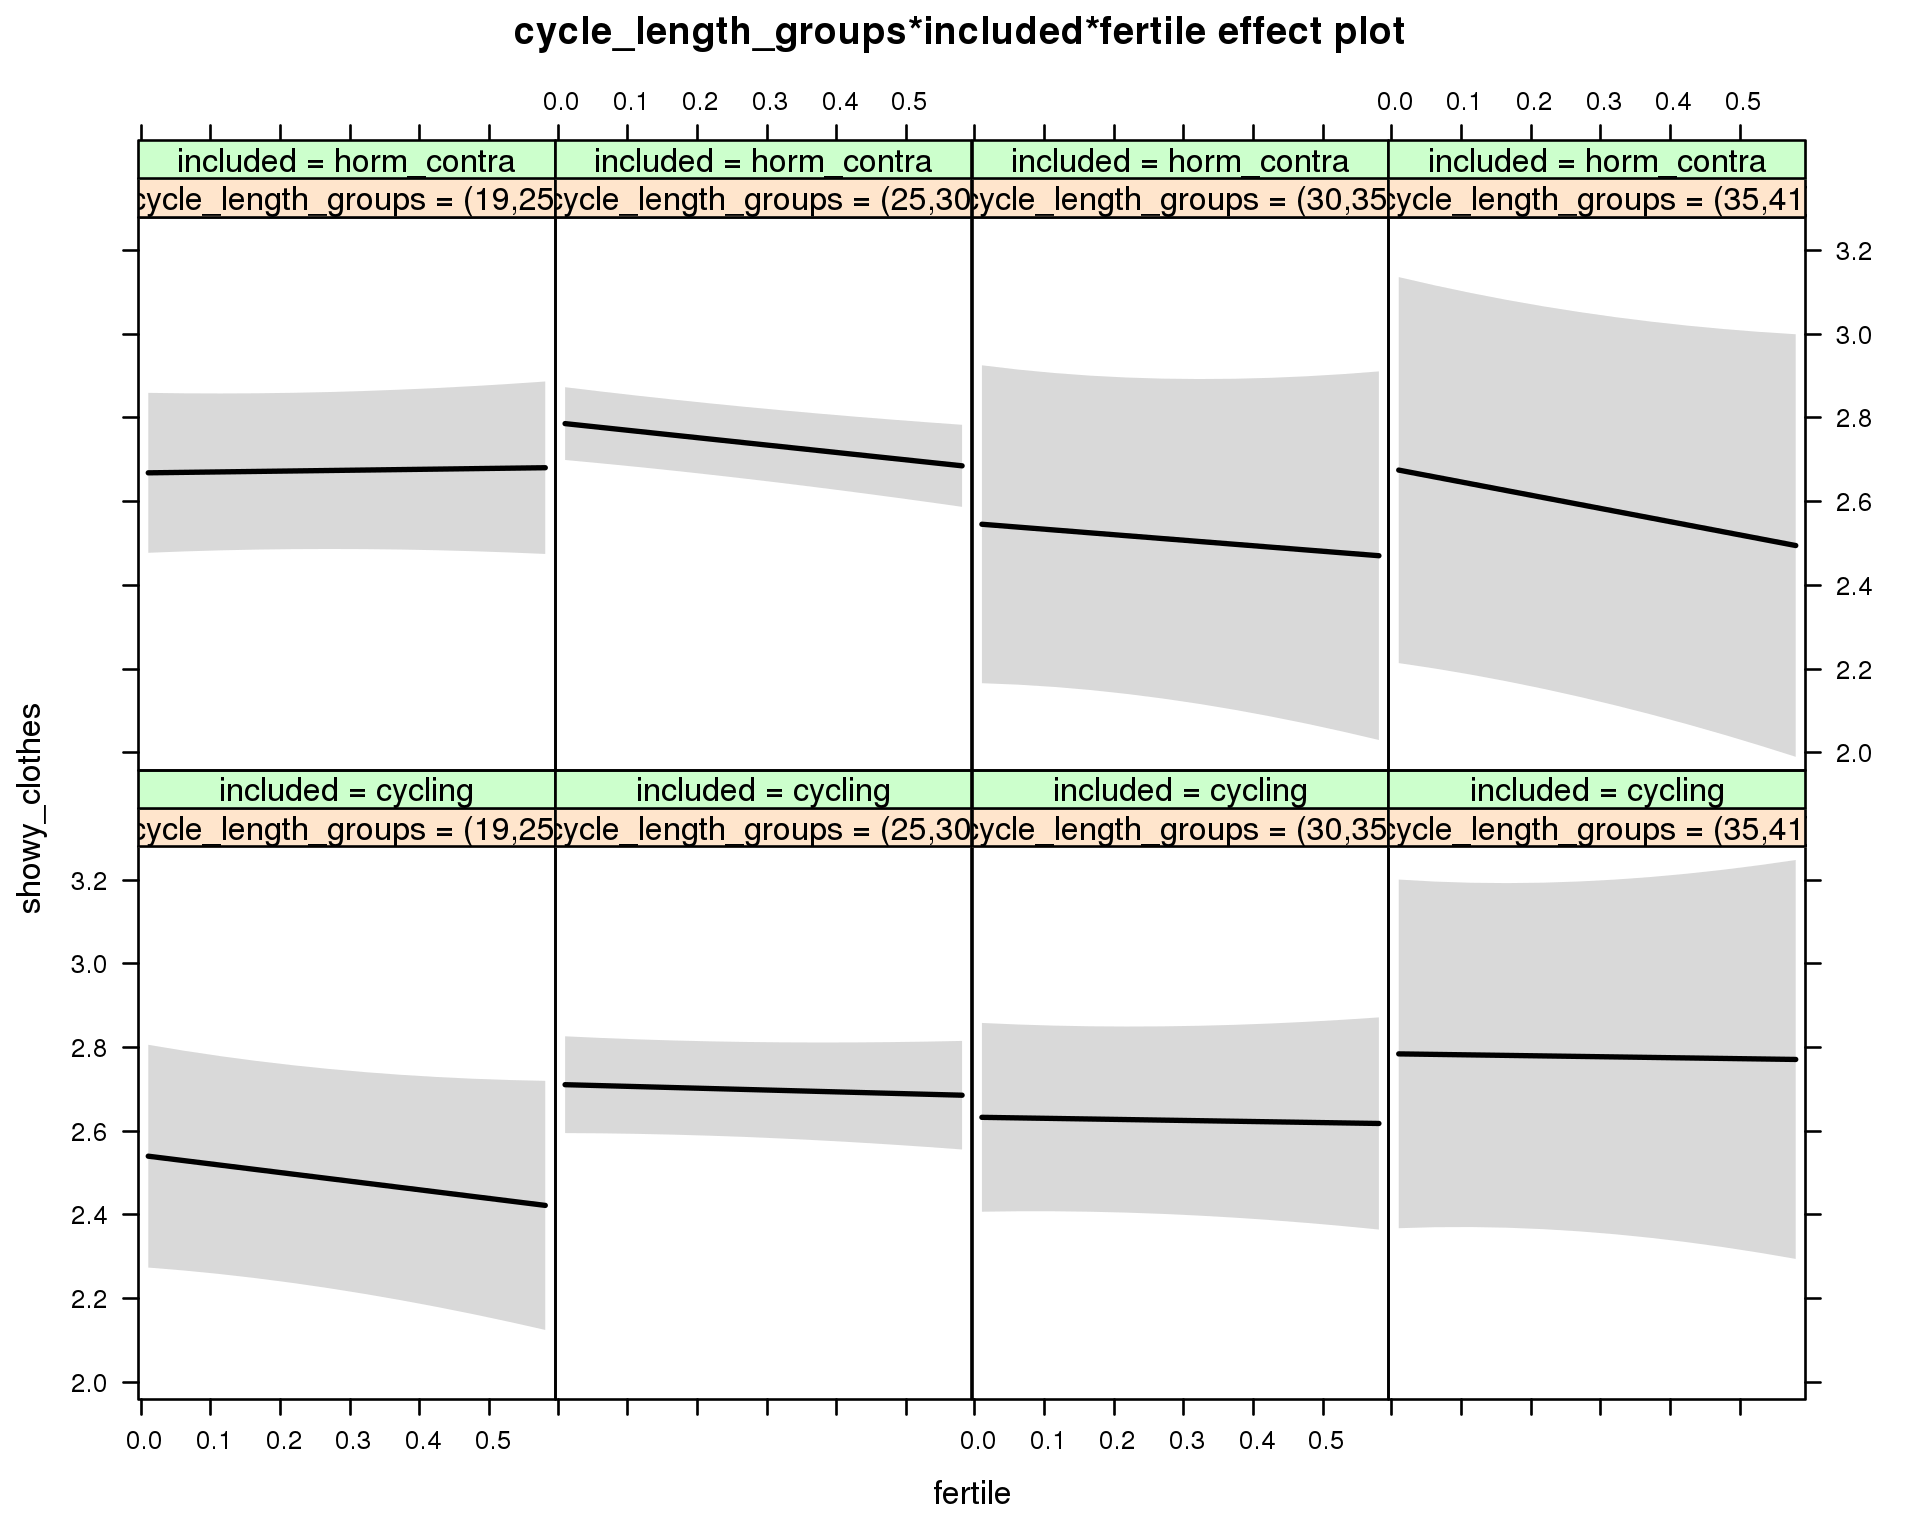 cycle_length_groups*included*fertile effect plot
0.0 0.1 0.2 0.3 0.4 0.5 0.0 0.1 0.2 0.3 0.4 0.5
included = horm_contra included = horm_contra included = horm_contra included = horm_contra
cycle_length_groups = (19,25 cycle_length_groups = (25,30 cycle_length_groups = (30,35 cycle_length_groups = (35,41
3.2
3.0
2.8
2.6
2.4
2.2
2.0
showy_clothes
included = cycling included = cycling included = cycling included = cycling
cycle_length_groups = (19,25 cycle_length_groups = (25,30 cycle_length_groups = (30,35 cycle_length_groups = (35,41
3.2
3.0
2.8
2.6
2.4
2.2
2.0
0.0 0.1 0.2 0.3 0.4 0.5 0.0 0.1 0.2 0.3 0.4 0.5
fertile